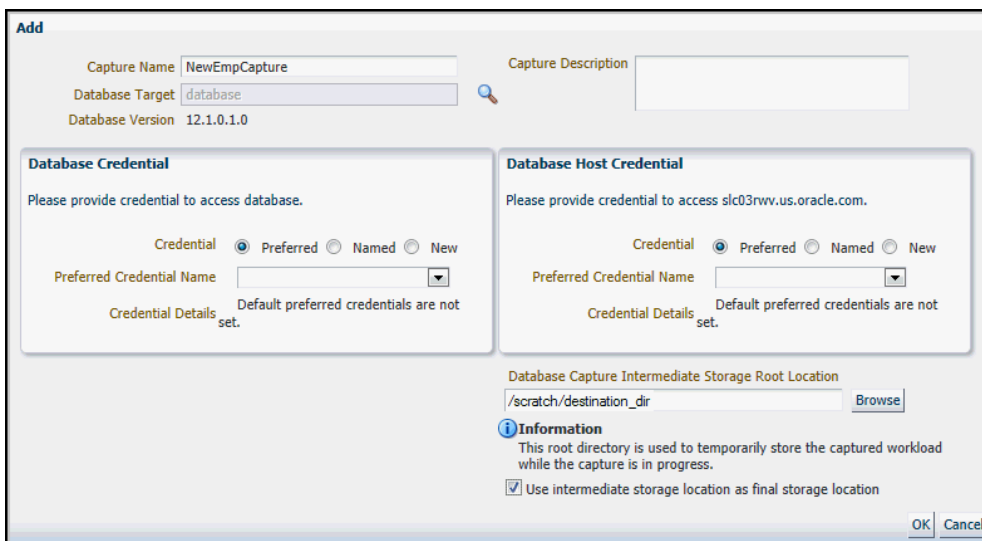 Add
Capture Name NewEmpCapture
Capture Description
Database Target database
Database Version 12.1.0.1.0
Database Credential
Please provide credential to access database.
Credential Preferred Named New
Preferred Credential Name
Credential Details Default preferred credentials are not
set.
Database Host Credential
Please provide credential to access slc03rwv.us.oracle.com.
Credential Preferred Named New
Preferred Credential Name
Credential Details Default preferred credentials are not
set.
Database Capture Intermediate Storage Root Location
/scratch/destination_dir Browse
Information
This root directory is used to temporarily store the captured workload
while the capture is in progress.
Use intermediate storage location as final storage location
OK Cancel